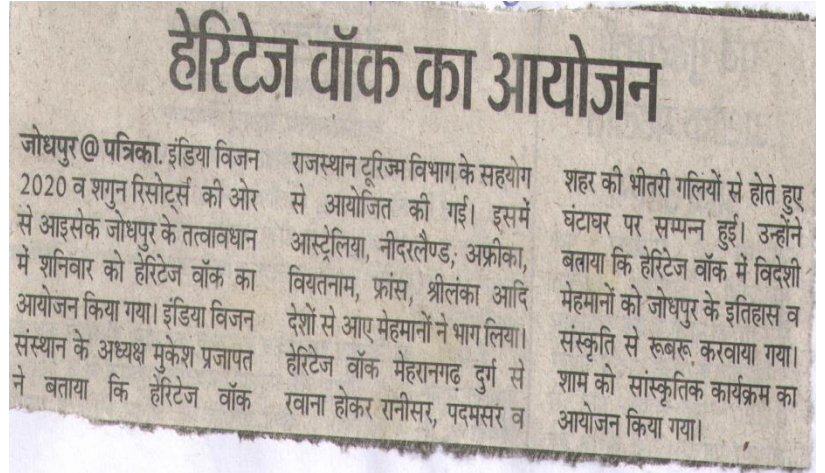 हेरिटेज वॉक का आयोजन
जोधपुर @ पत्रिका. इंडिया विजन
2020 व शगुन रिसोर्ट्स की ओर
से आइसेक जोधपुर के तत्वावधान
में शनिवार को हेरिटेज वॉक का
आयोजन किया गया। इंडिया विजन
संस्थान के अध्यक्ष मुकेश प्रजापत
ने बताया कि हेरिटेज वॉक
राजस्थान टूरिज्म विभाग के सहयोग
से आयोजित की गई। इसमें
आस्ट्रेलिया, नीदरलैण्ड, अफ्रीका,
वियतनाम, फ्रांस, श्रीलंका आदि
देशों से आए मेहमानों ने भाग लिया।
हेरिटेज वॉक मेहरानगढ़ दुर्ग से
रवाना होकर रानीसर, पदमसर व
शहर की भीतरी गलियों से होते हुए
घंटाघर पर सम्पन्न हुई। उन्होंने
बताया कि हेरिटेज वॉक में विदेशी
मेहमानों को जोधपुर के इतिहास व
संस्कृति से रूबरू करवाया गया।
शाम को सांस्कृतिक कार्यक्रम का
आयोजन किया गया।